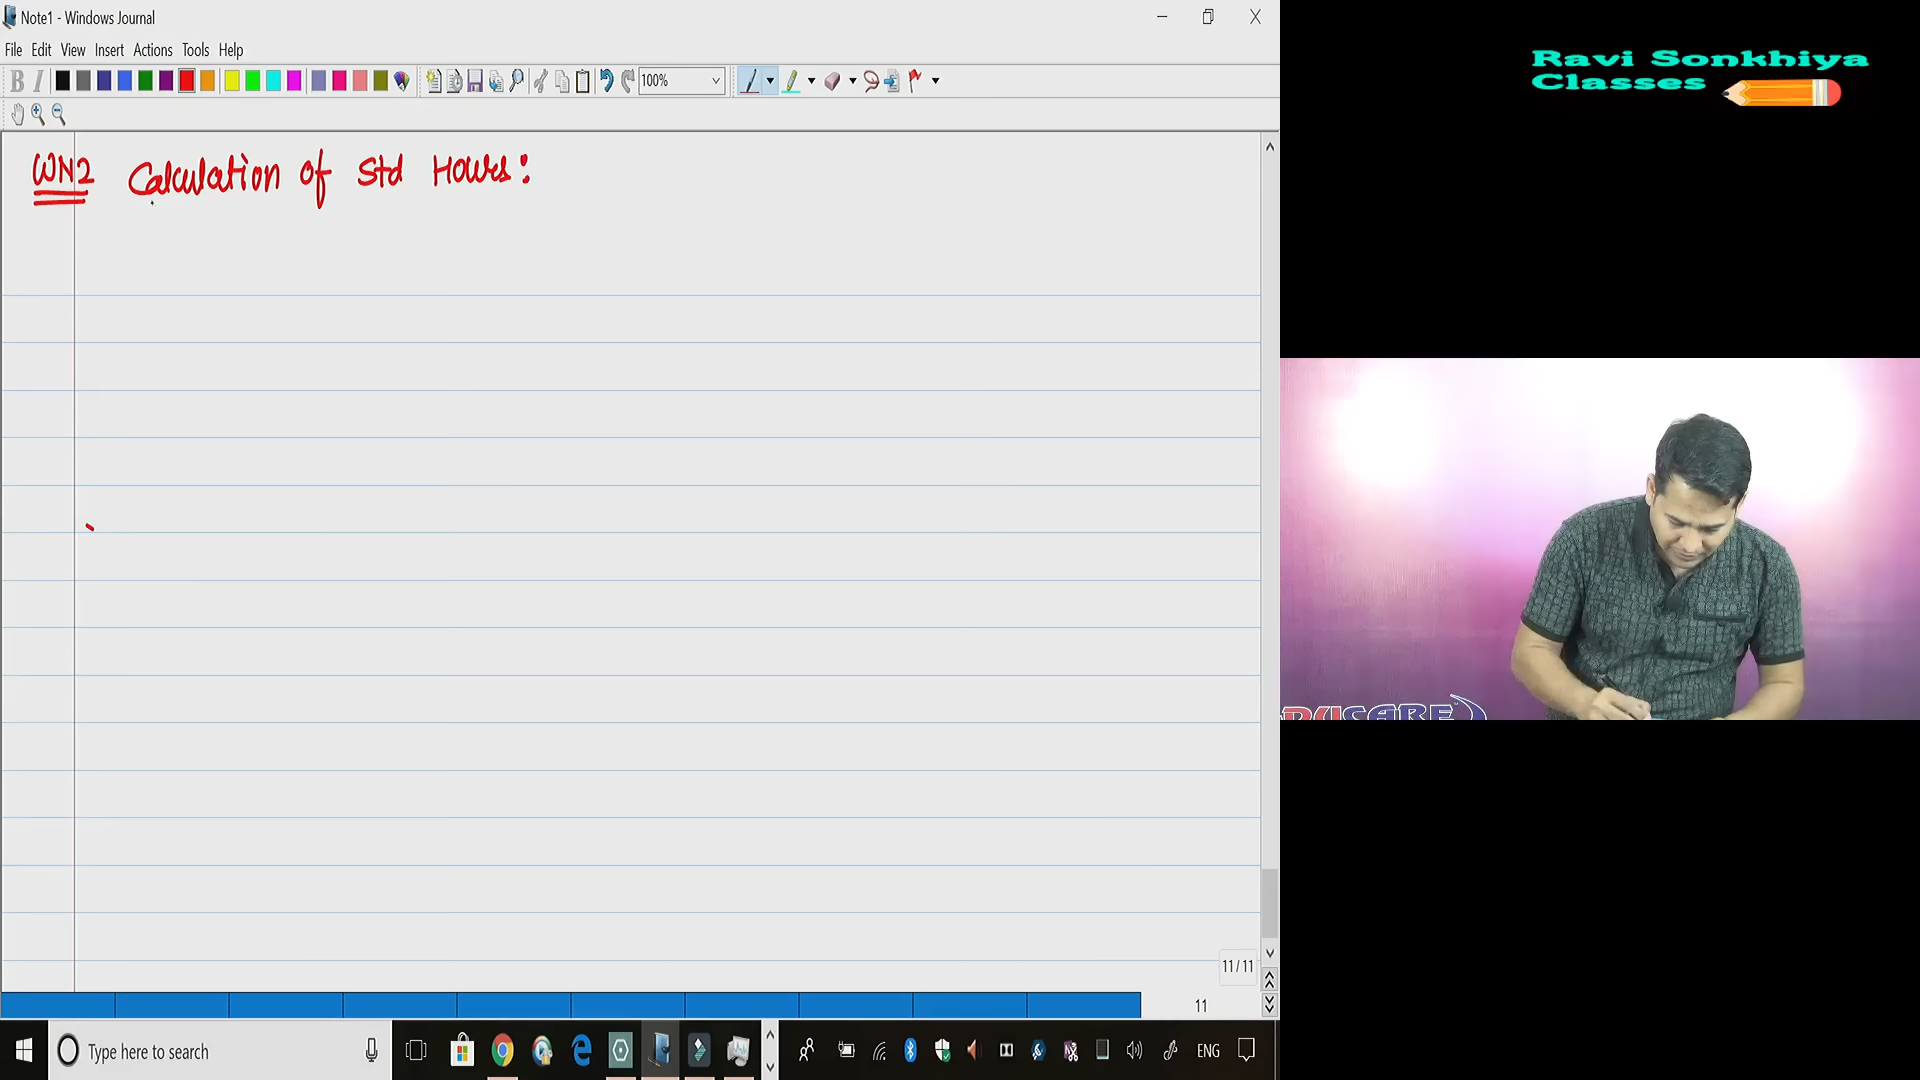 Note1 - Windows Journal
File Edit View Insert Actions Tools Help
B I
100%
WN2 Calculation of Std Hours:
11 / 11
11
Type here to search
ENG
Ravi Sonkhiya
Classes